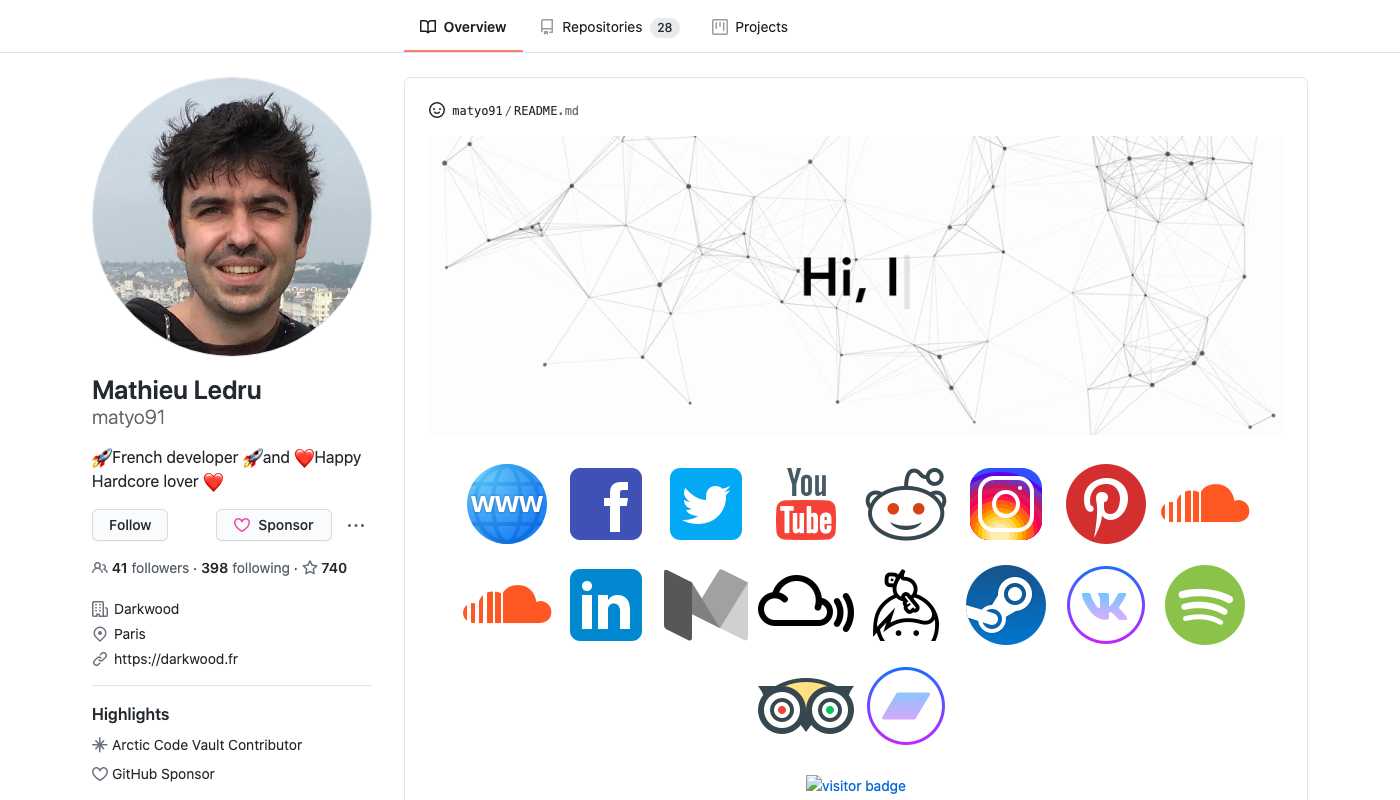 Overview
Repositories 28
Projects
matyo91/README.md
Hi, I
Mathieu Ledru
matyo91
🚀French developer 🚀and ❤️Happy
Hardcore lover ❤️
Follow
Sponsor
41 followers · 398 following · 740
Darkwood
Paris
https://darkwood.fr
Highlights
Arctic Code Vault Contributor
GitHub Sponsor
www
f
You
Tube
in
M
VK
visitor badge